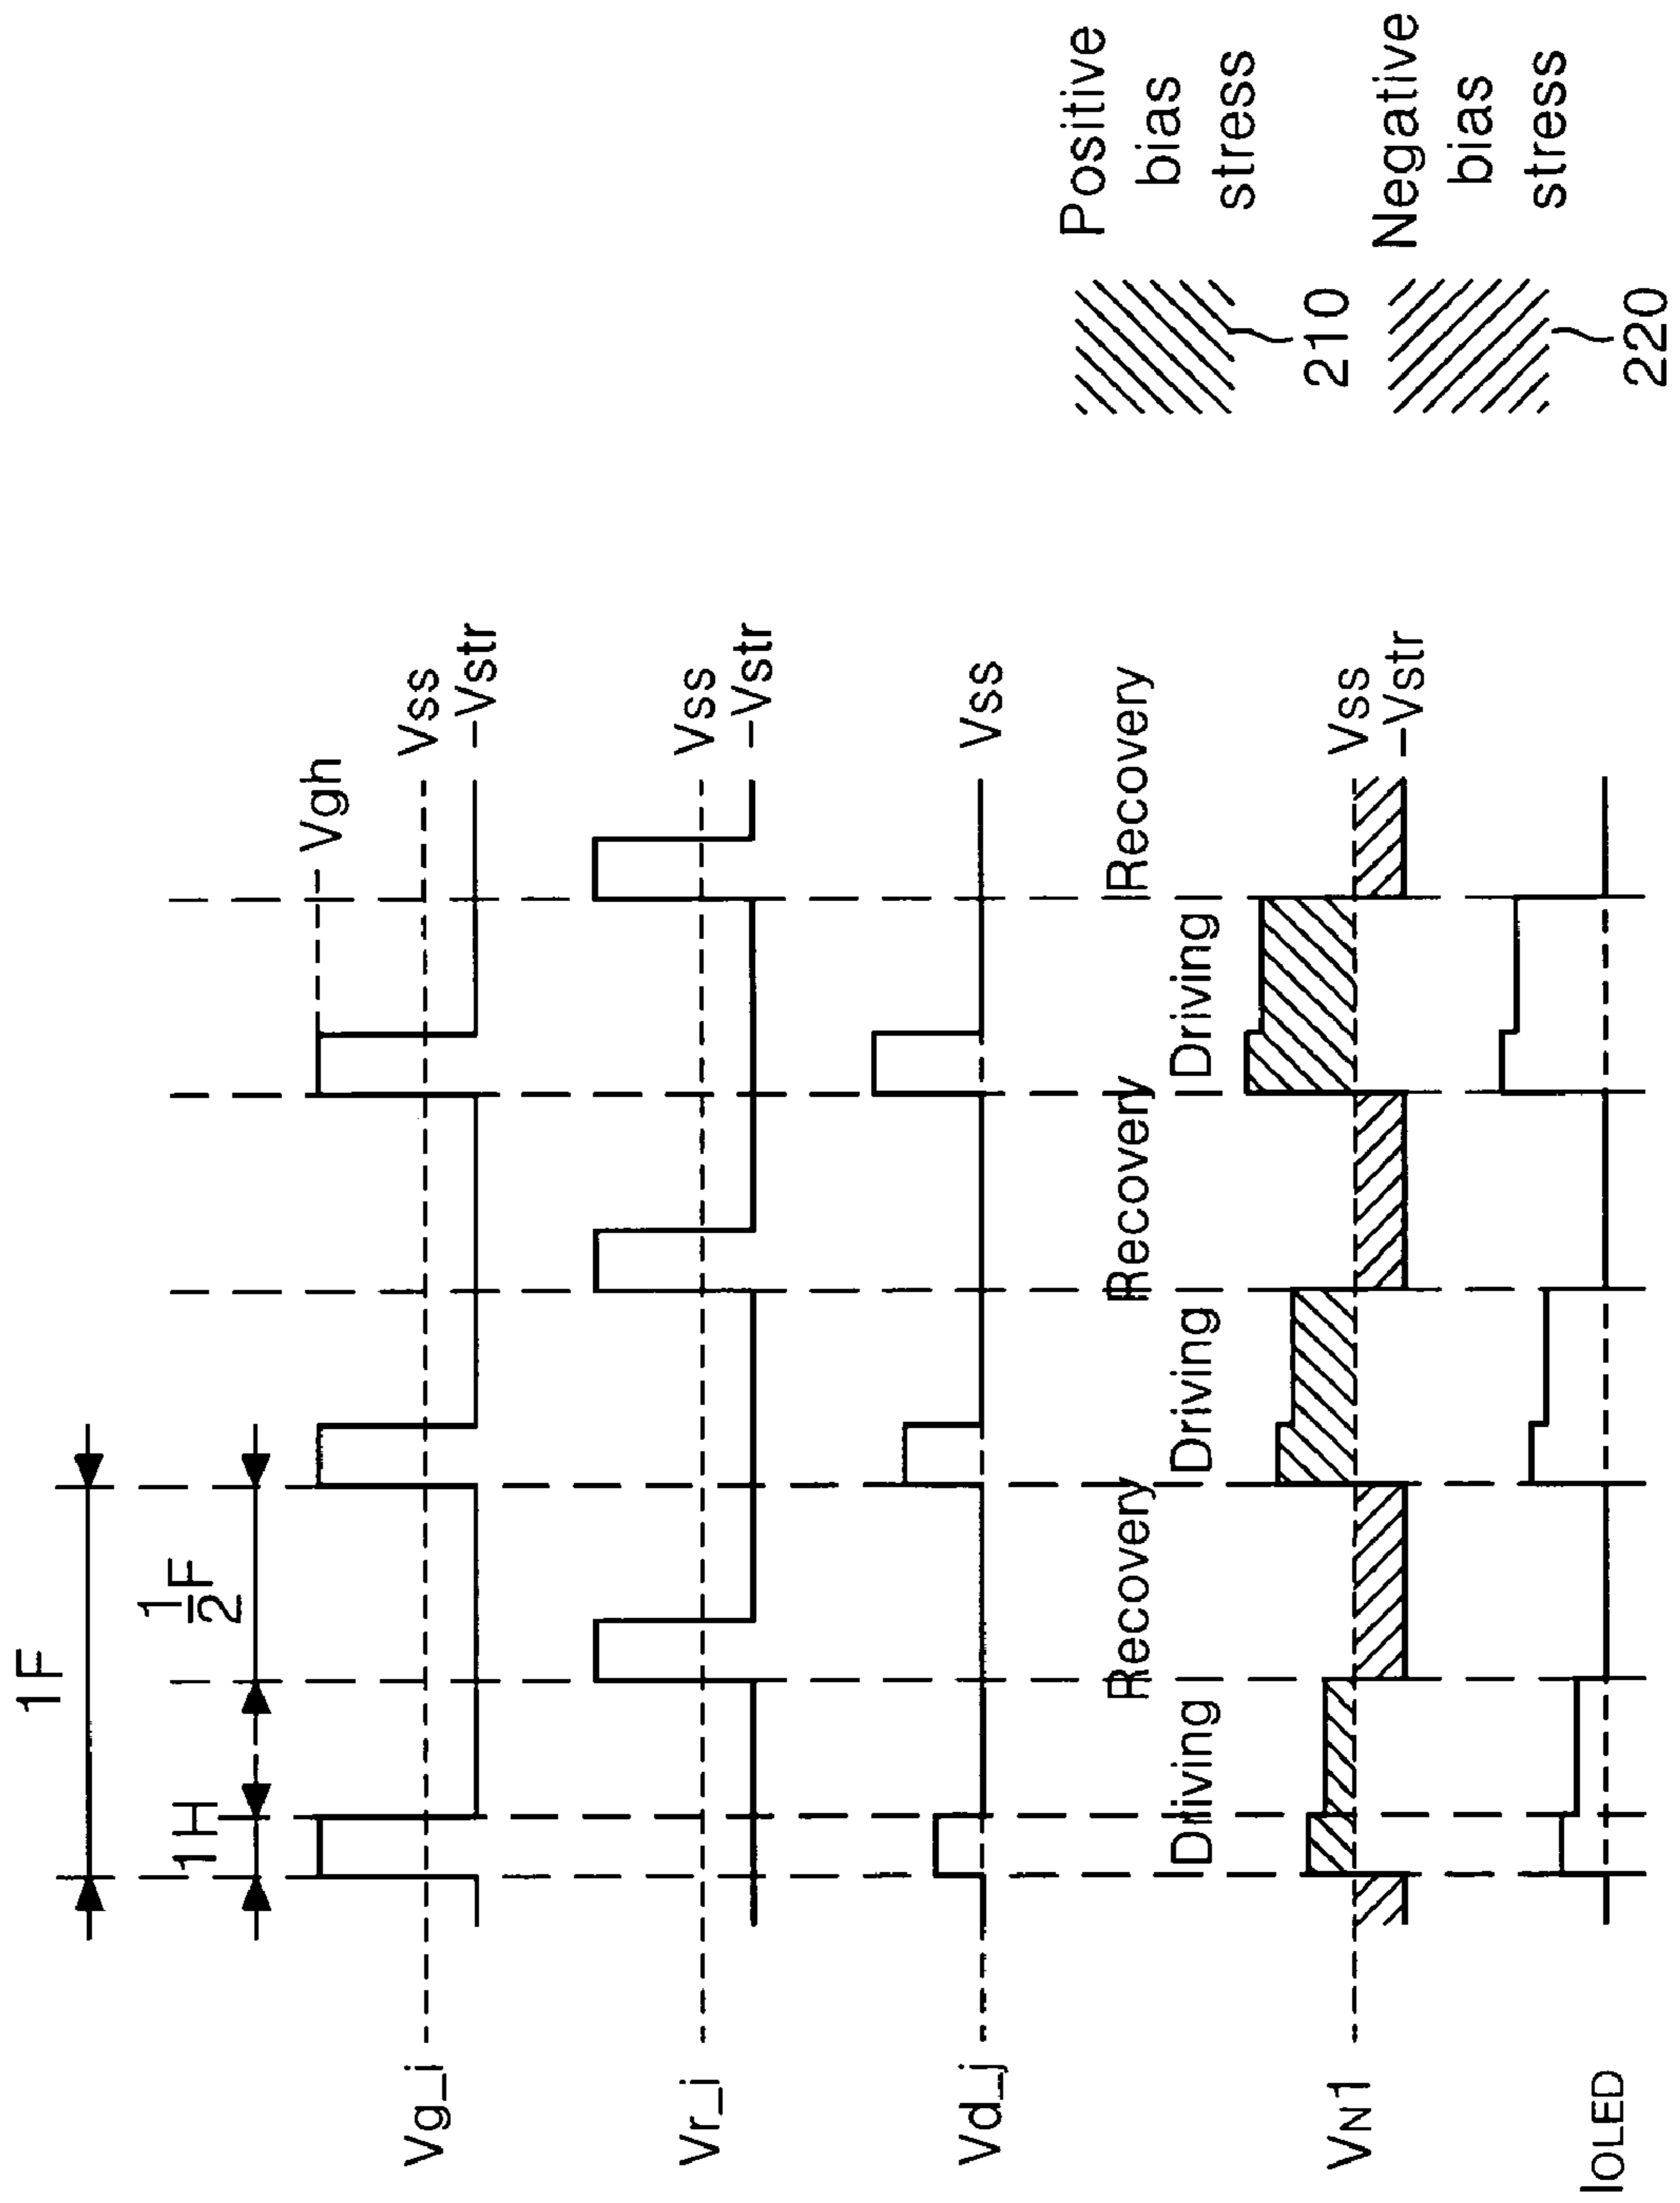 1F
1H
1/2 F
Vg_i
Vgh
Vss
-Vstr
Vr_i
Vss
-Vstr
Vd_j
Vss
Driving
Recovery
Driving
Recovery
Driving
Recovery
VN1
Vss
-Vstr
IOLED
Positive
bias
stress
210
Negative
bias
stress
220